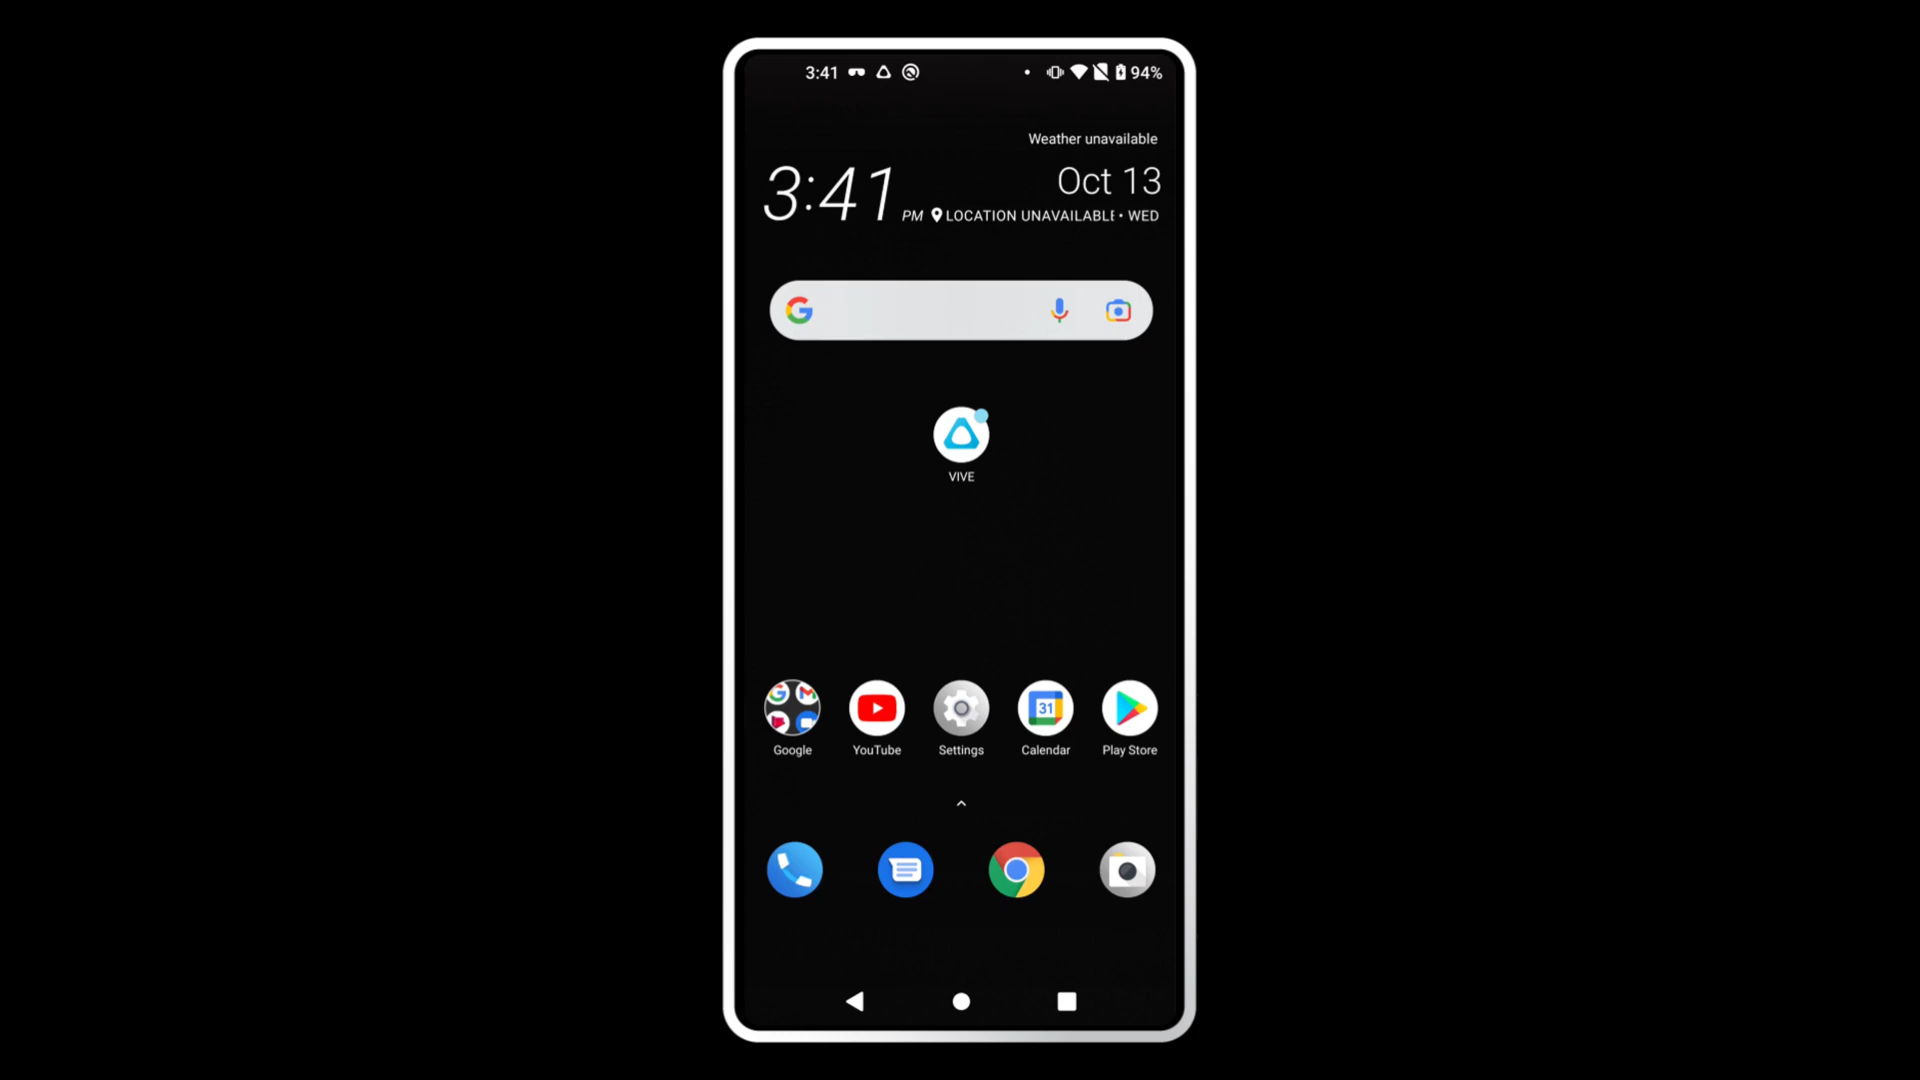 3:41
94%
Weather unavailable
3:41 PM
Oct 13
LOCATION UNAVAILABLE • WED
VIVE
31
Google
YouTube
Settings
Calendar
Play Store